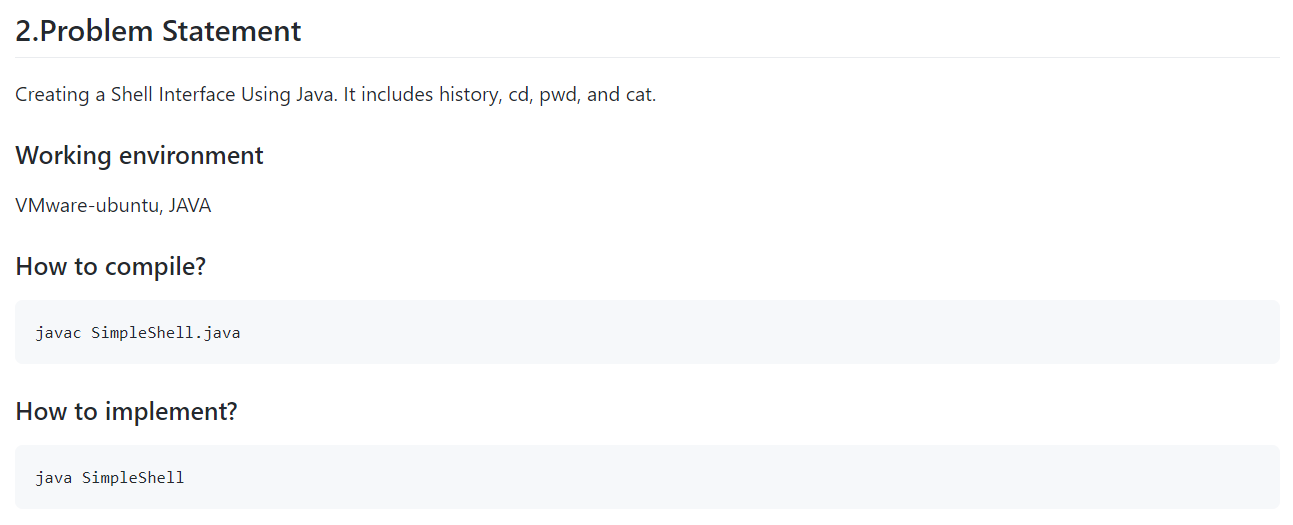 2.Problem Statement
Creating a Shell Interface Using Java. It includes history, cd, pwd, and cat.
Working environment
VMware-ubuntu, JAVA
How to compile?
javac SimpleShell.java
How to implement?
java SimpleShell